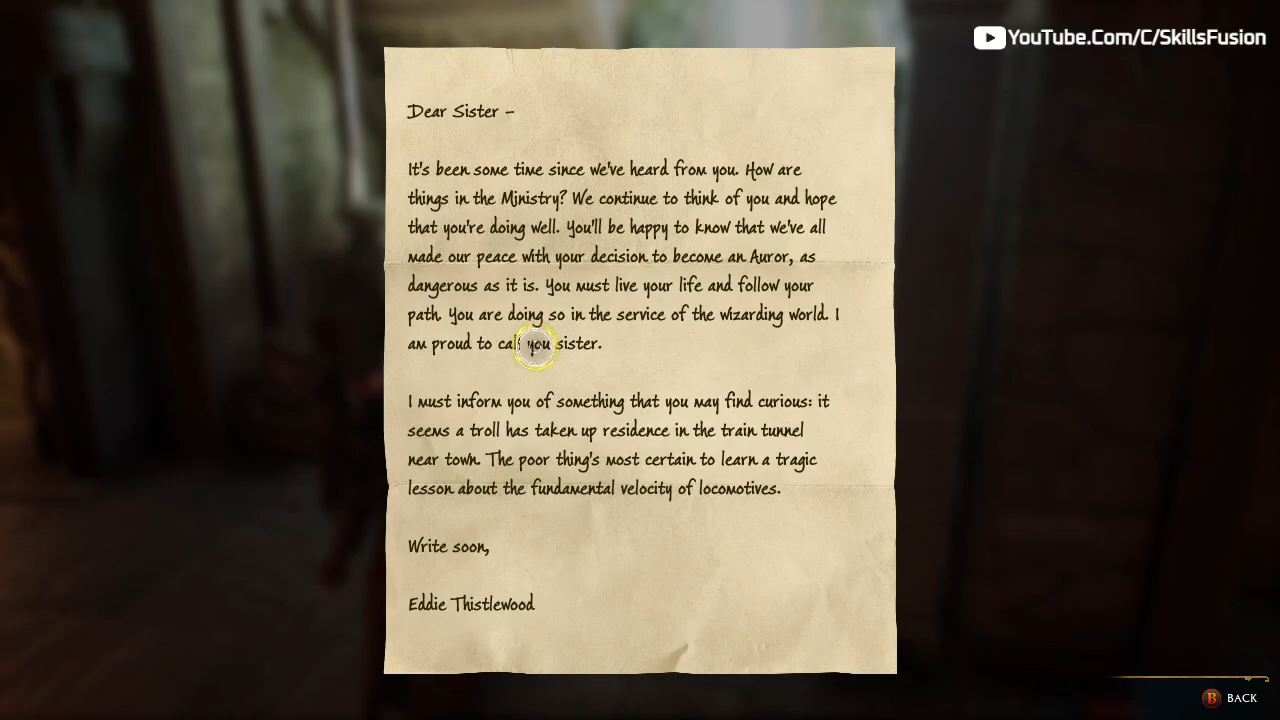 YouTube.Com/C/SkillsFusion
Dear Sister –
It's been some time since we've heard from you. How are
things in the Ministry? We continue to think of you and hope
that you're doing well. You'll be happy to know that we've all
made our peace with your decision to become an Auror, as
dangerous as it is. You must live your life and follow your
path. You are doing so in the service of the wizarding world. I
am proud to call you sister.
I must inform you of something that you may find curious: it
seems a troll has taken up residence in the train tunnel
near town. The poor thing's most certain to learn a tragic
lesson about the fundamental velocity of locomotives.
Write soon,
Eddie Thistlewood
B BACK